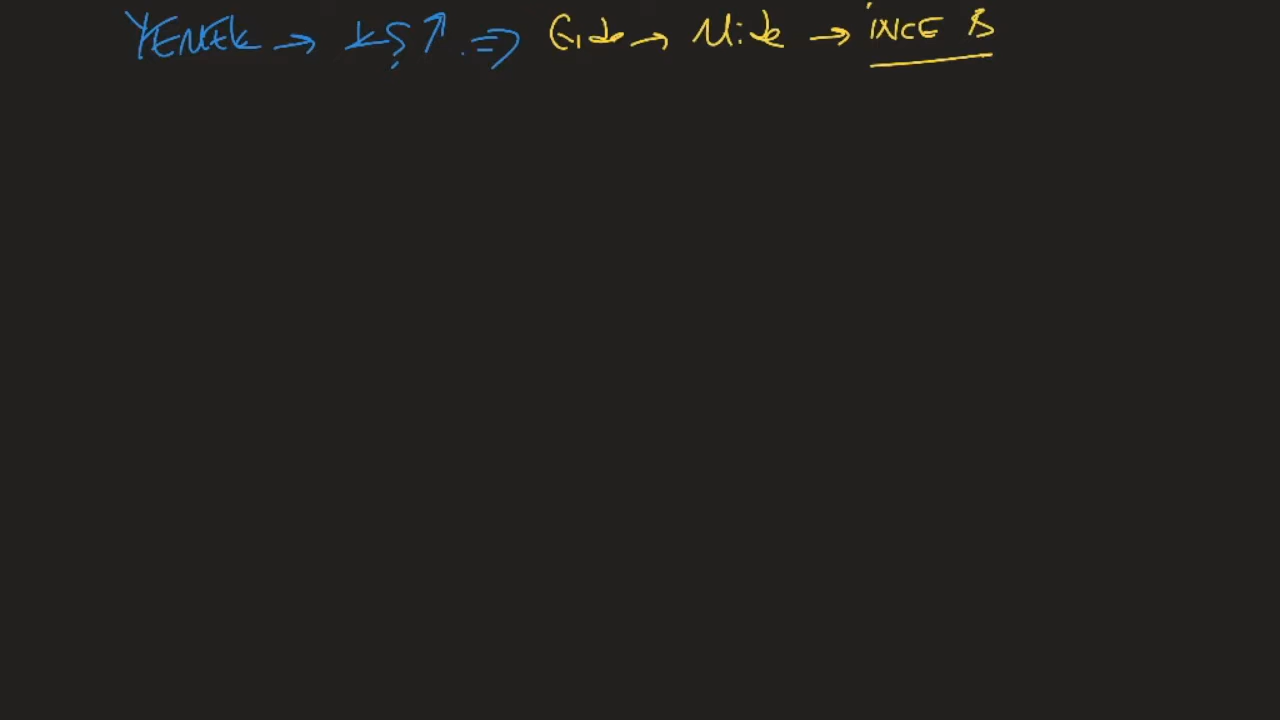 YEMEK → KŞ ↑ ⇒ Gıda → Mide → İNCE B